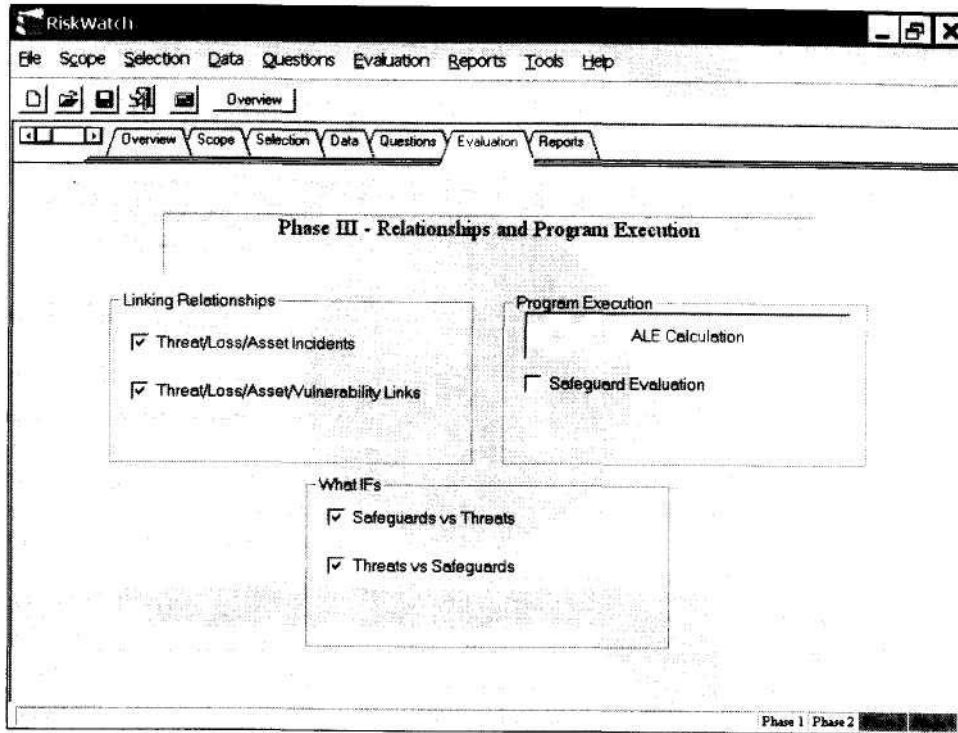 RiskWatch
File Scope Selection Data Questions Evaluation Reports Tools Help
Overview
Overview Scope Selection Data Questions Evaluation Reports
Phase III - Relationships and Program Execution
Linking Relationships
Threat/Loss/Asset Incidents
Threat/Loss/Asset/Vulnerability Links
Program Execution
ALE Calculation
Safeguard Evaluation
What IFs
Safeguards vs Threats
Threats vs Safeguards
Phase 1 Phase 2